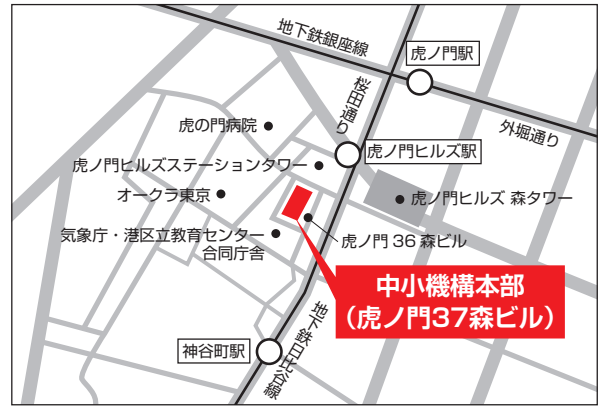 地下鉄銀座線
虎ノ門駅
桜田通り
外堀通り
虎の門病院
虎ノ門ヒルズ駅
虎ノ門ヒルズステーションタワー
オークラ東京
虎ノ門ヒルズ 森タワー
気象庁・港区立教育センター
合同庁舎
虎ノ門 36 森ビル
中小機構本部
（虎ノ門37森ビル）
地下鉄日比谷線
神谷町駅